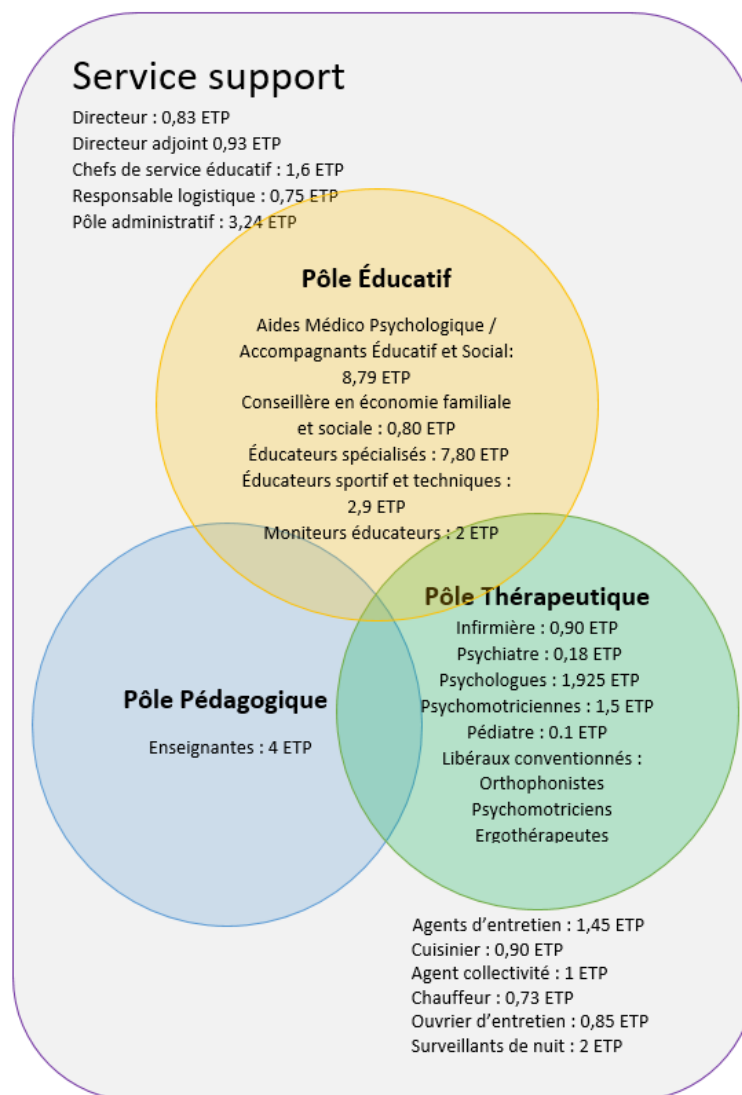 Service support
Directeur : 0,83 ETP
Directeur adjoint 0,93 ETP
Chefs de service éducatif : 1,6 ETP
Responsable logistique : 0,75 ETP
Pôle administratif : 3,24 ETP
Pôle Éducatif
Aides Médico Psychologique /
Accompagnants Éducatif et Social:
8,79 ETP
Conseillère en économie familiale
et sociale : 0,80 ETP
Éducateurs spécialisés : 7,80 ETP
Éducateurs sportif et techniques :
2,9 ETP
Moniteurs éducateurs : 2 ETP
Pôle Pédagogique
Enseignantes : 4 ETP
Pôle Thérapeutique
Infirmière : 0,90 ETP
Psychiatre : 0,18 ETP
Psychologues : 1,925 ETP
Psychomotriciennes : 1,5 ETP
Pédiatre : 0.1 ETP
Libéraux conventionnés :
Orthophonistes
Psychomotriciens
Ergothérapeutes
Agents d’entretien : 1,45 ETP
Cuisinier : 0,90 ETP
Agent collectivité : 1 ETP
Chauffeur : 0,73 ETP
Ouvrier d’entretien : 0,85 ETP
Surveillants de nuit : 2 ETP